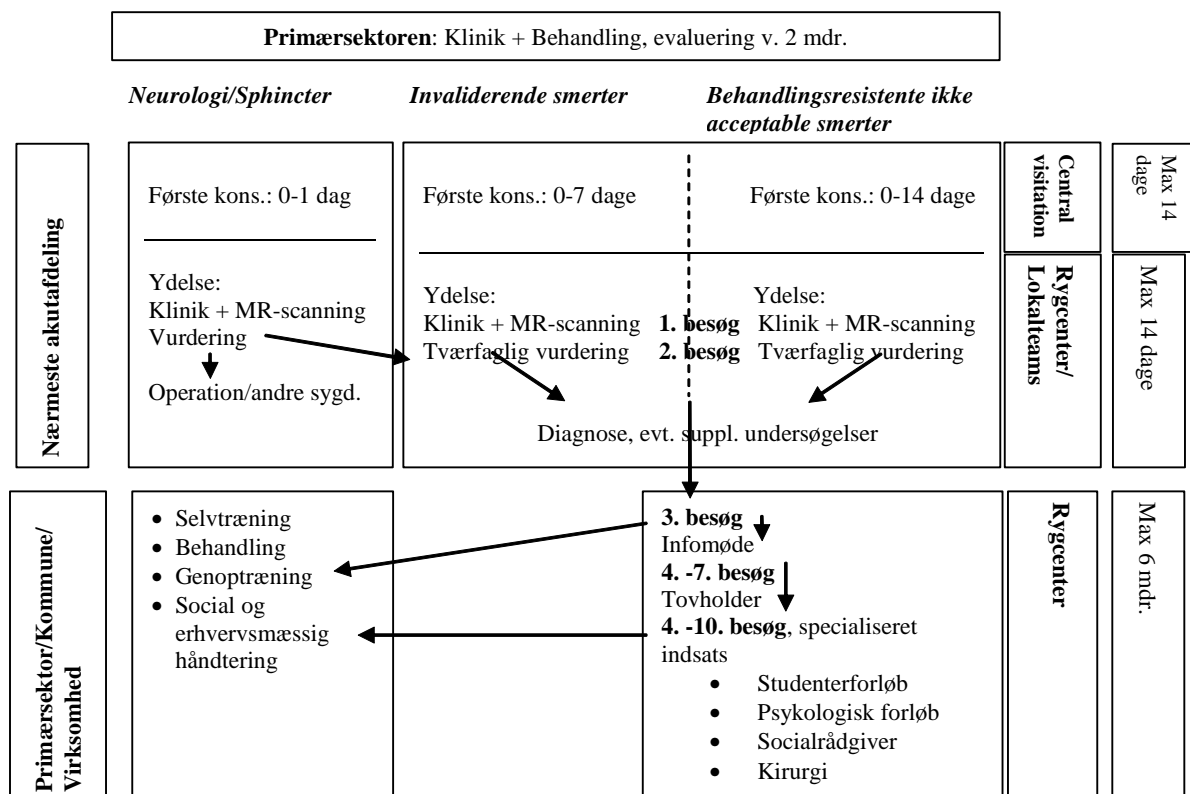 Primærsektoren: Klinik + Behandling, evaluering v. 2 mdr.
Neurologi/Sphincter
Invaliderende smerter
Behandlingsresistente ikke
acceptable smerter
Nærmeste akutafdeling
Første kons.: 0-1 dag
Ydelse:
Klinik + MR-scanning
Vurdering
Operation/andre sygd.
Første kons.: 0-7 dage
Første kons.: 0-14 dage
Ydelse:
Klinik + MR-scanning
Tværfaglig vurdering
1. besøg
2. besøg
Ydelse:
Klinik + MR-scanning
Tværfaglig vurdering
Diagnose, evt. suppl. undersøgelser
Central
visitation
Max 14
dage
Rygcenter/
Lokalteams
Max 14 dage
Primærsektor/Kommune/
Virksomhed
• Selvtræning
• Behandling
• Genoptræning
• Social og
erhvervsmæssig
håndtering
3. besøg
Infomøde
4. -7. besøg
Tovholder
4. -10. besøg, specialiseret
indsats
• Studenterforløb
• Psykologisk forløb
• Socialrådgiver
• Kirurgi
Rygcenter
Max 6 mdr.